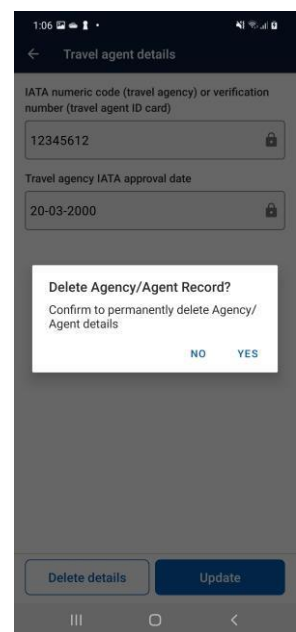 1:06
Travel agent details
IATA numeric code (travel agency) or verification
number (travel agent ID card)
12345612
Travel agency IATA approval date
20-03-2000
Delete Agency/Agent Record?
Confirm to permanently delete Agency/
Agent details
NO YES
Delete details Update